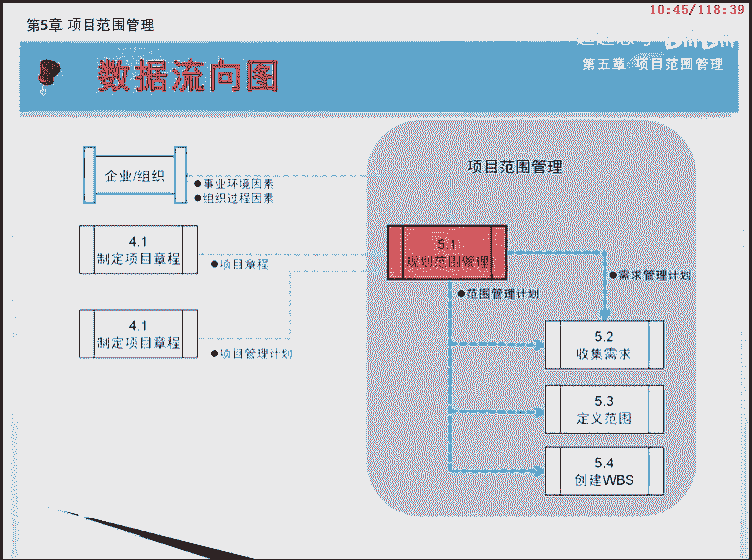 10:45/118:39
第5章 项目范围管理
数据流向图
第五章 项目范围管理
项目范围管理
企业/组织
●事业环境因素
●组织过程因素
4.1
制定项目章程
●项目章程
5.1
规划范围管理
●需求管理计划
●范围管理计划
4.1
制定项目章程
●项目管理计划
5.2
收集需求
5.3
定义范围
5.4
创建WBS